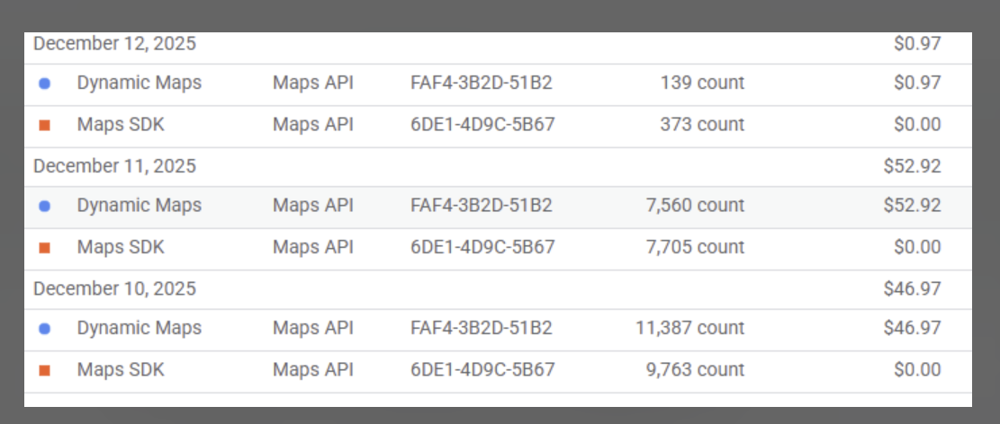 December 12, 2025 $0.97
Dynamic Maps Maps API FAF4-3B2D-51B2 139 count $0.97
Maps SDK Maps API 6DE1-4D9C-5B67 373 count $0.00
December 11, 2025 $52.92
Dynamic Maps Maps API FAF4-3B2D-51B2 7,560 count $52.92
Maps SDK Maps API 6DE1-4D9C-5B67 7,705 count $0.00
December 10, 2025 $46.97
Dynamic Maps Maps API FAF4-3B2D-51B2 11,387 count $46.97
Maps SDK Maps API 6DE1-4D9C-5B67 9,763 count $0.00